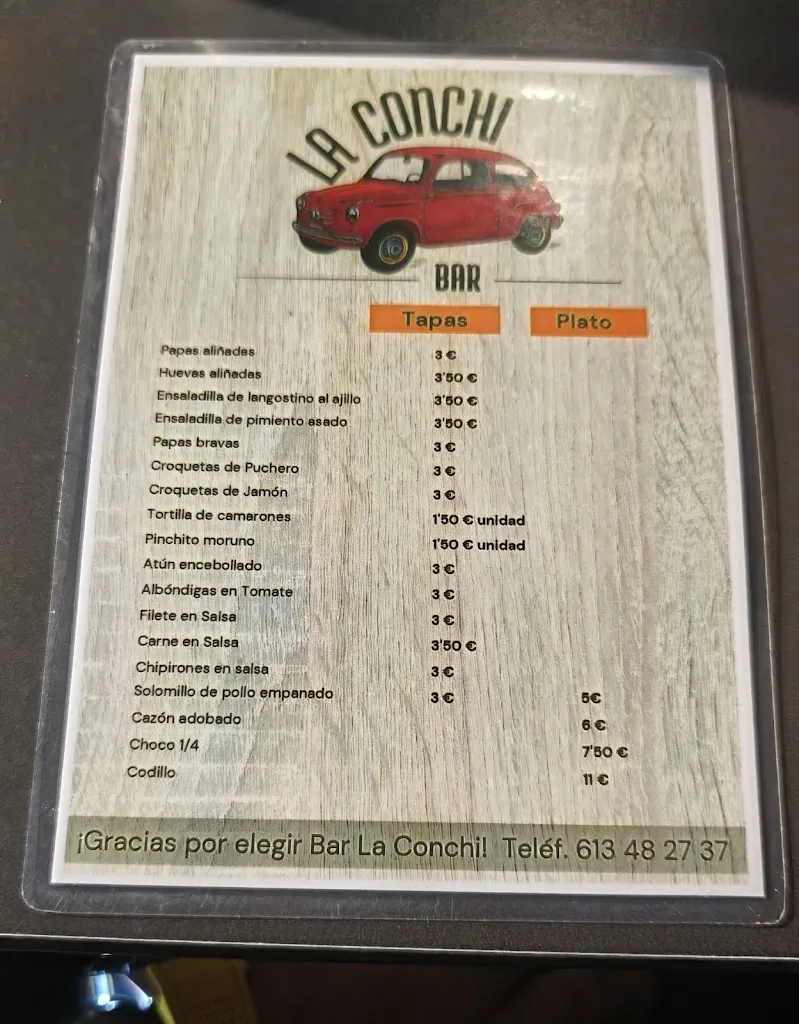 LA CONCHI
BAR
Tapas Plato
Papas aliñadas 3 €
Huevas aliñadas 3'50 €
Ensaladilla de langostino al ajillo 3'50 €
Ensaladilla de pimiento asado 3'50 €
Papas bravas 3 €
Croquetas de Puchero 3 €
Croquetas de Jamón 3 €
Tortilla de camarones 1'50 € unidad
Pinchito moruno 1'50 € unidad
Atún encebollado 3 €
Albóndigas en Tomate 3 €
Filete en Salsa 3 €
Carne en Salsa 3'50 €
Chipirones en salsa 3 €
Solomillo de pollo empanado 3 € 5€
Cazón adobado 6 €
Choco 1/4 7'50 €
Codillo 11 €
¡Gracias por elegir Bar La Conchi! Teléf. 613 48 27 37